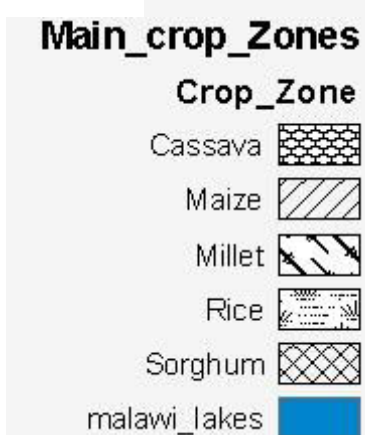 Main_crop_Zones
Crop_Zone
Cassava
Maize
Millet
Rice
Sorghum
malawi_lakes